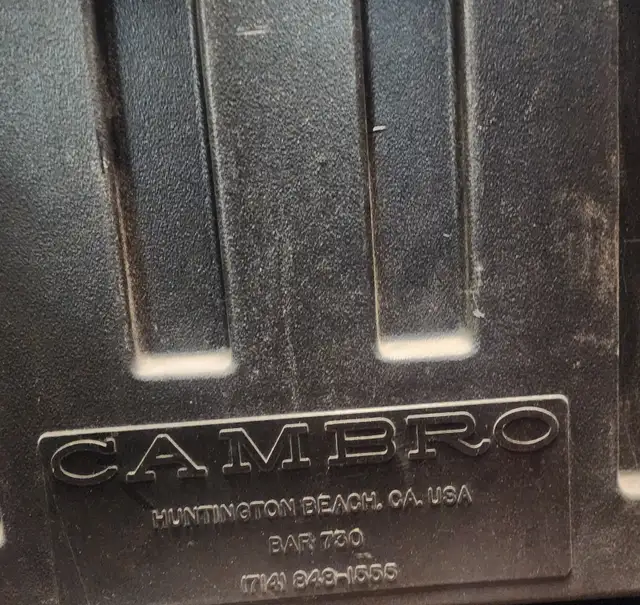 CAMBRO
HUNTINGTON BEACH, CA. USA
BAR 730
(714) 848-1555